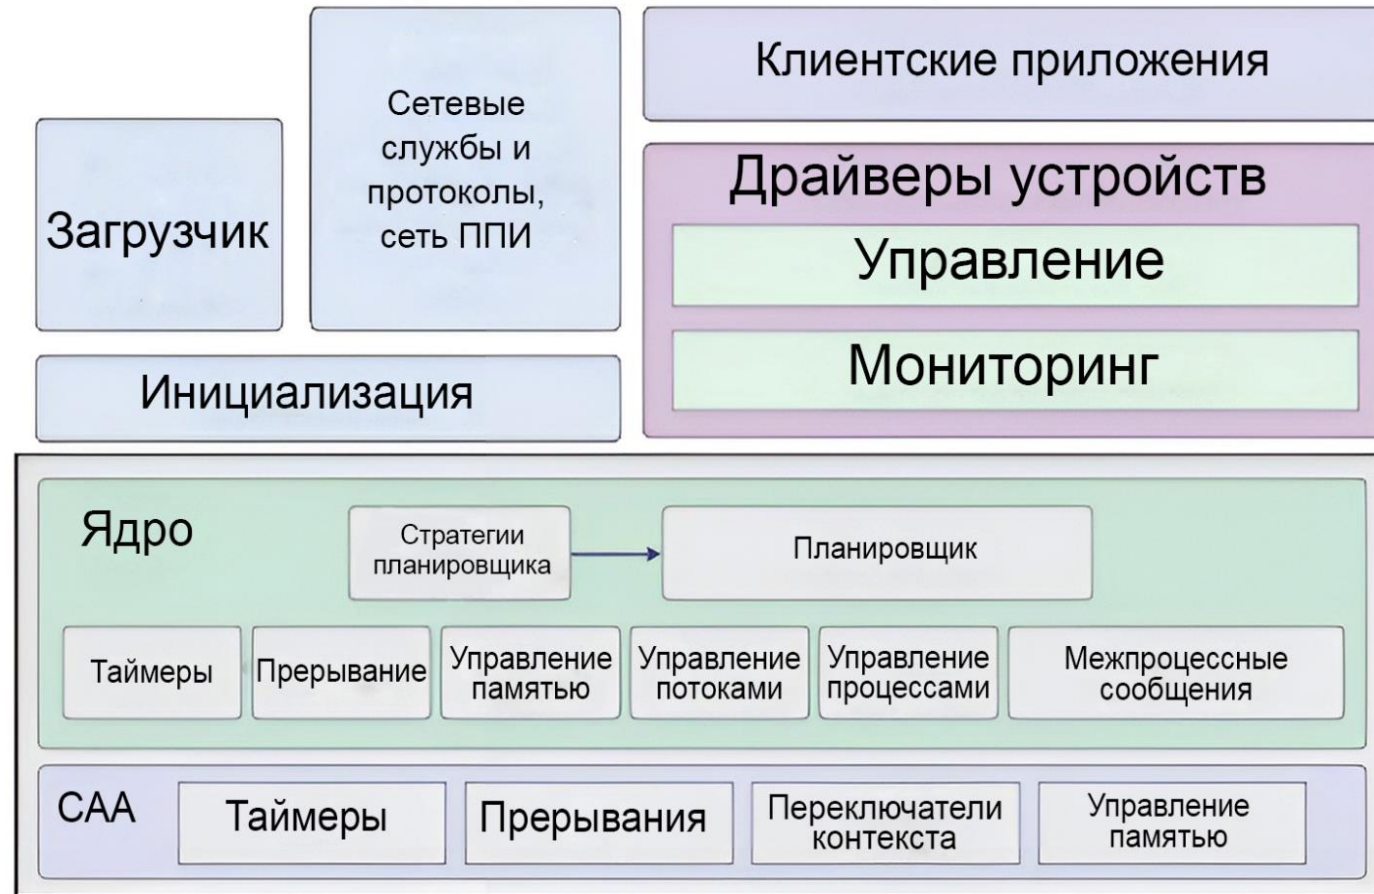 Клиентские приложения
Сетевые
службы и
протоколы,
сеть ППИ
Загрузчик
Драйверы устройств
Управление
Мониторинг
Инициализация
Ядро
Стратегии
планировщика
Планировщик
Таймеры
Прерывание
Управление
памятью
Управление
потоками
Управление
процессами
Межпроцессные
сообщения
САА
Таймеры
Прерывания
Переключатели
контекста
Управление
памятью